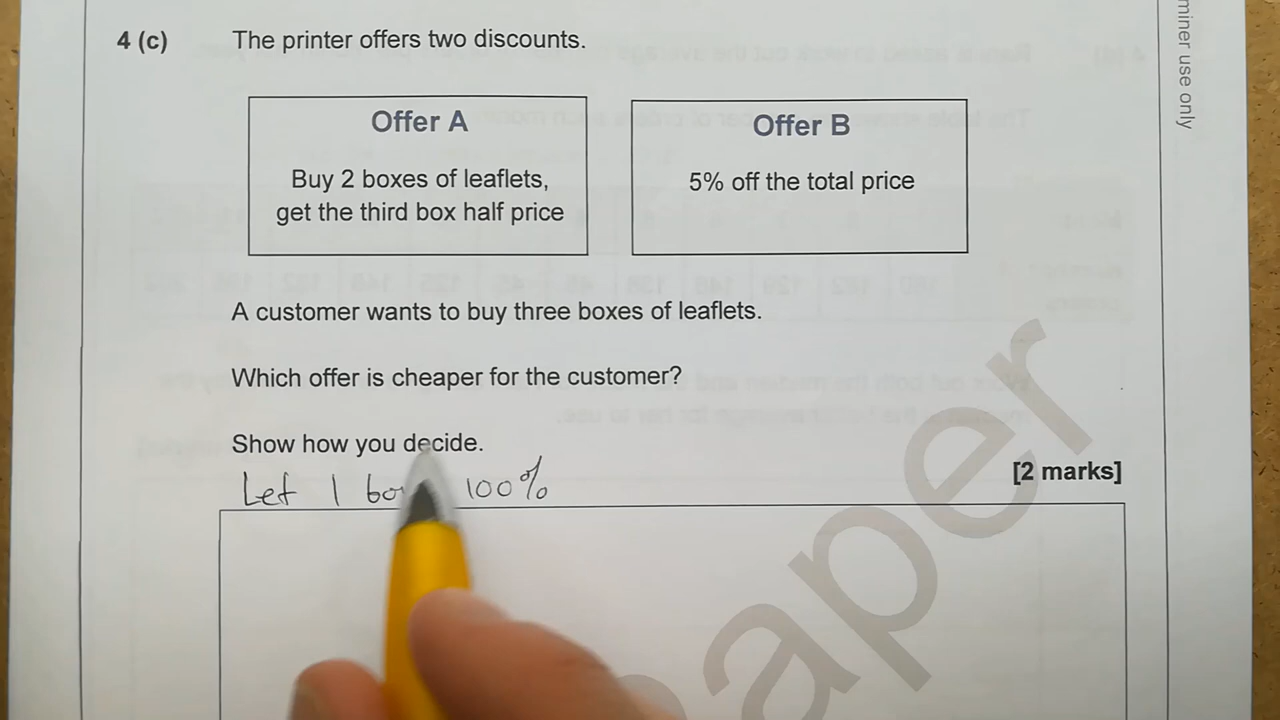 4 (c) The printer offers two discounts.
Offer A
Buy 2 boxes of leaflets,
get the third box half price
Offer B
5% off the total price
A customer wants to buy three boxes of leaflets.
Which offer is cheaper for the customer?
Show how you decide.
[2 marks]
Let 1 100%
miner use only
aper